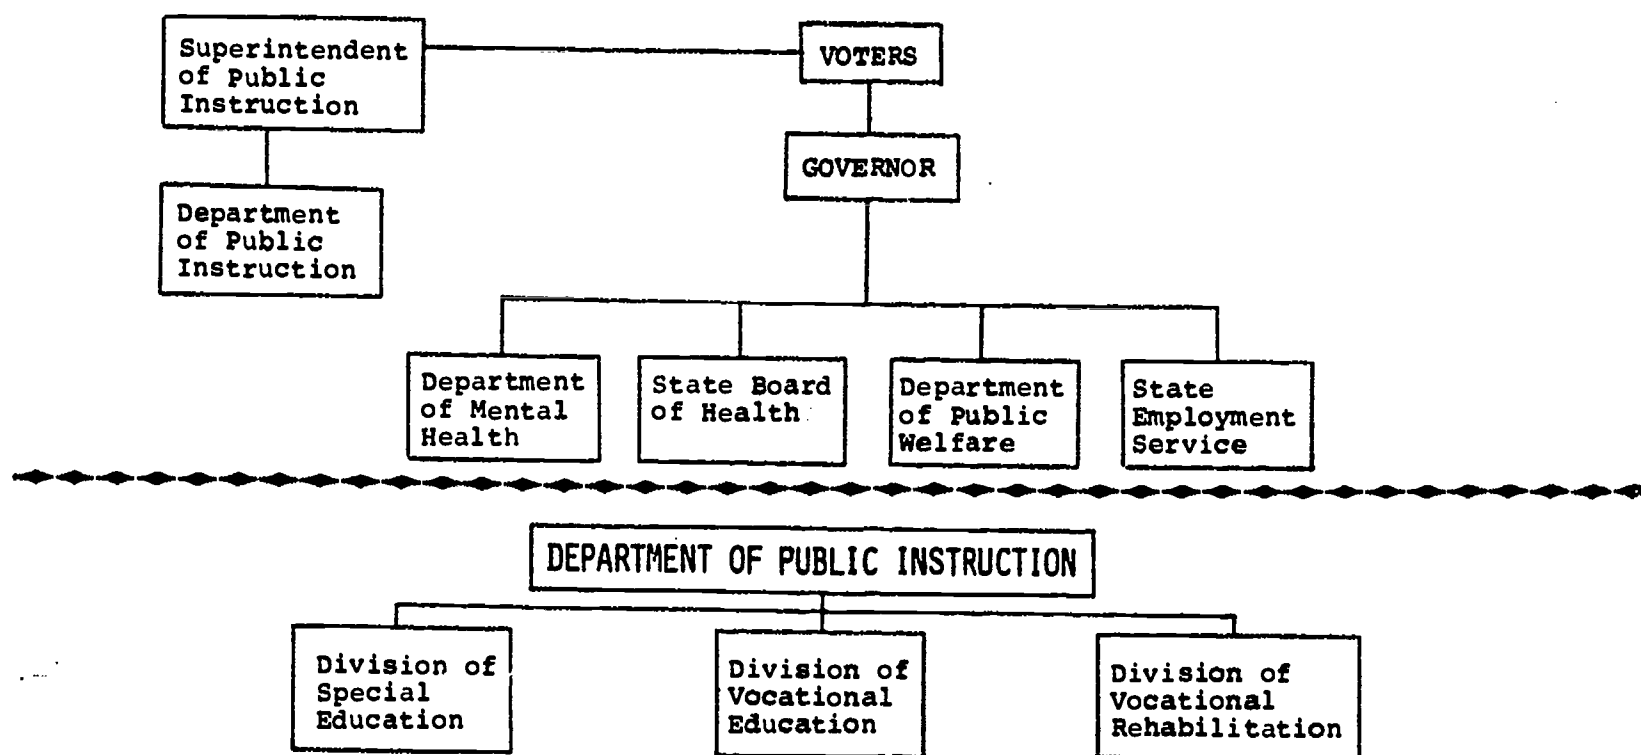 Superintendent
of Public
Instruction
VOTERS
GOVERNOR
Department
of Public
Instruction
Department
of Mental
Health
State Board
of Health
Department
of Public
Welfare
State
Employment
Service
DEPARTMENT OF PUBLIC INSTRUCTION
Division of
Special
Education
Division of
Vocational
Education
Division of
Vocational
Rehabilitation